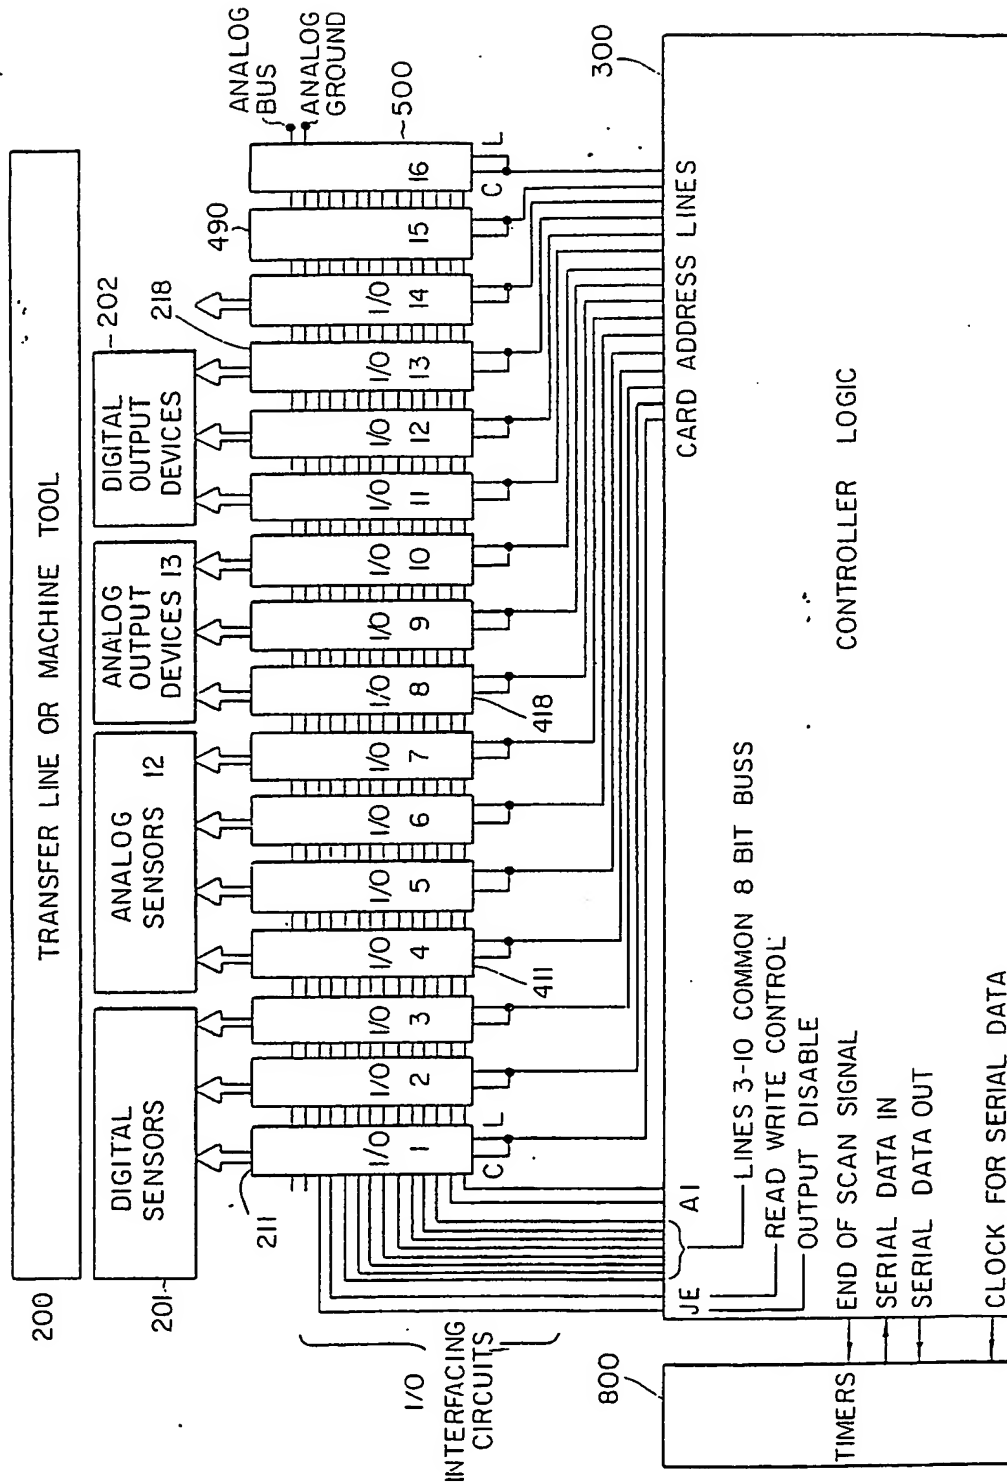 200
TRANSFER LINE OR MACHINE TOOL
201
DIGITAL
SENSORS
ANALOG
SENSORS 12
ANALOG
OUTPUT
DEVICES 13
DIGITAL
OUTPUT
DEVICES
202
211
218
490
ANALOG
BUS
ANALOG
GROUND
500
I/O
INTERFACING
CIRCUITS
I/O
1
I/O
2
I/O
3
I/O
4
I/O
5
I/O
6
I/O
7
I/O
8
I/O
9
I/O
10
I/O
11
I/O
12
I/O
13
I/O
14
15
16
C
L
411
418
C
L
300
JE
A1
CARD ADDRESS LINES
LINES 3-10 COMMON 8 BIT BUSS
READ WRITE CONTROL
OUTPUT DISABLE
CONTROLLER LOGIC
800
TIMERS
END OF SCAN SIGNAL
SERIAL DATA IN
SERIAL DATA OUT
CLOCK FOR SERIAL DATA